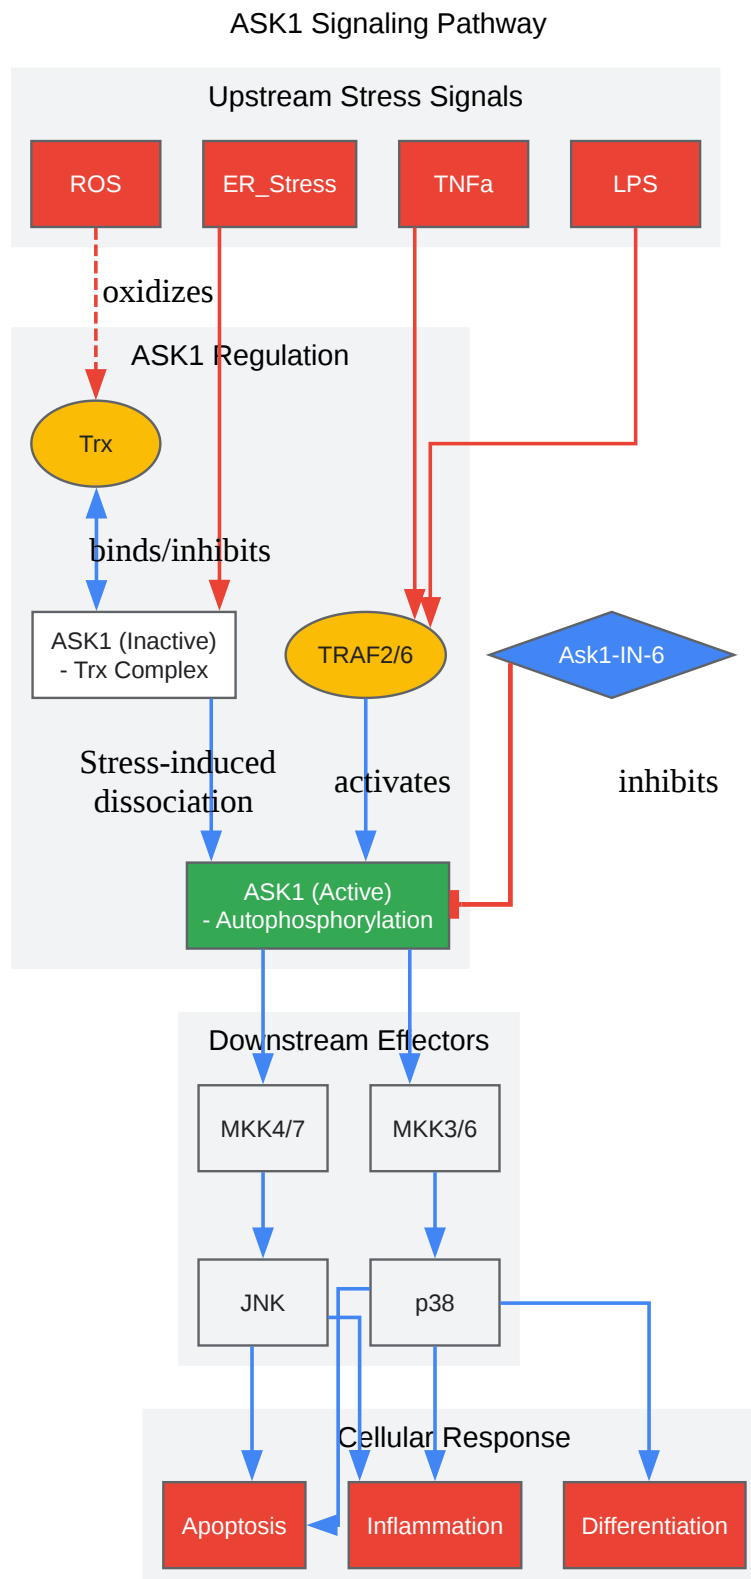 ASK1 Signaling Pathway
Upstream Stress Signals
ROS
ER_Stress
TNFa
LPS
oxidizes
ASK1 Regulation
Trx
binds/inhibits
ASK1 (Inactive)
- Trx Complex
TRAF2/6
Ask1-IN-6
Stress-induced
dissociation
activates
inhibits
ASK1 (Active)
- Autophosphorylation
Downstream Effectors
MKK4/7
MKK3/6
JNK
p38
Cellular Response
Apoptosis
Inflammation
Differentiation